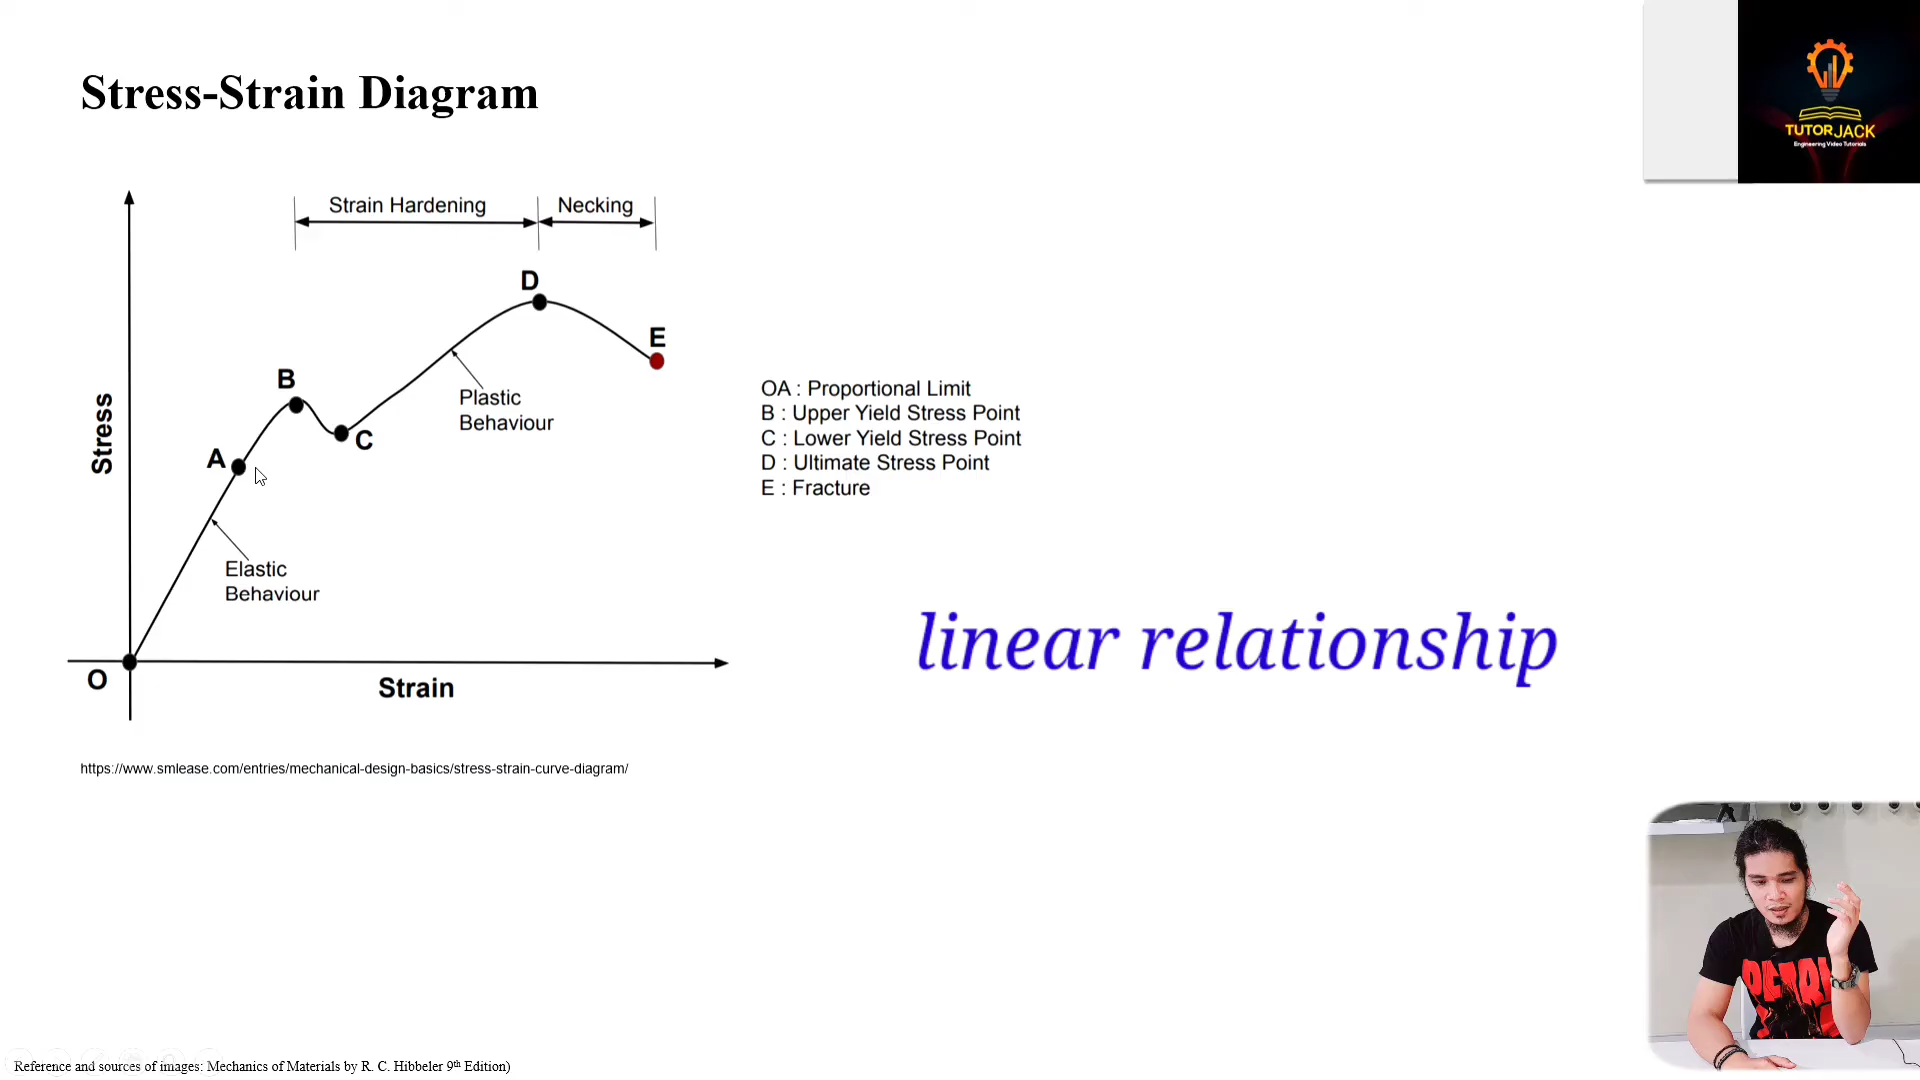 Stress-Strain Diagram
TUTORJACK
Engineering Video Tutorials
Strain Hardening
Necking
D
E
B
C
A
Plastic
Behaviour
Elastic
Behaviour
Stress
O
Strain
OA : Proportional Limit
B : Upper Yield Stress Point
C : Lower Yield Stress Point
D : Ultimate Stress Point
E : Fracture
linear relationship
https://www.smlease.com/entries/mechanical-design-basics/stress-strain-curve-diagram/
Reference and sources of images: Mechanics of Materials by R. C. Hibbeler 9th Edition)